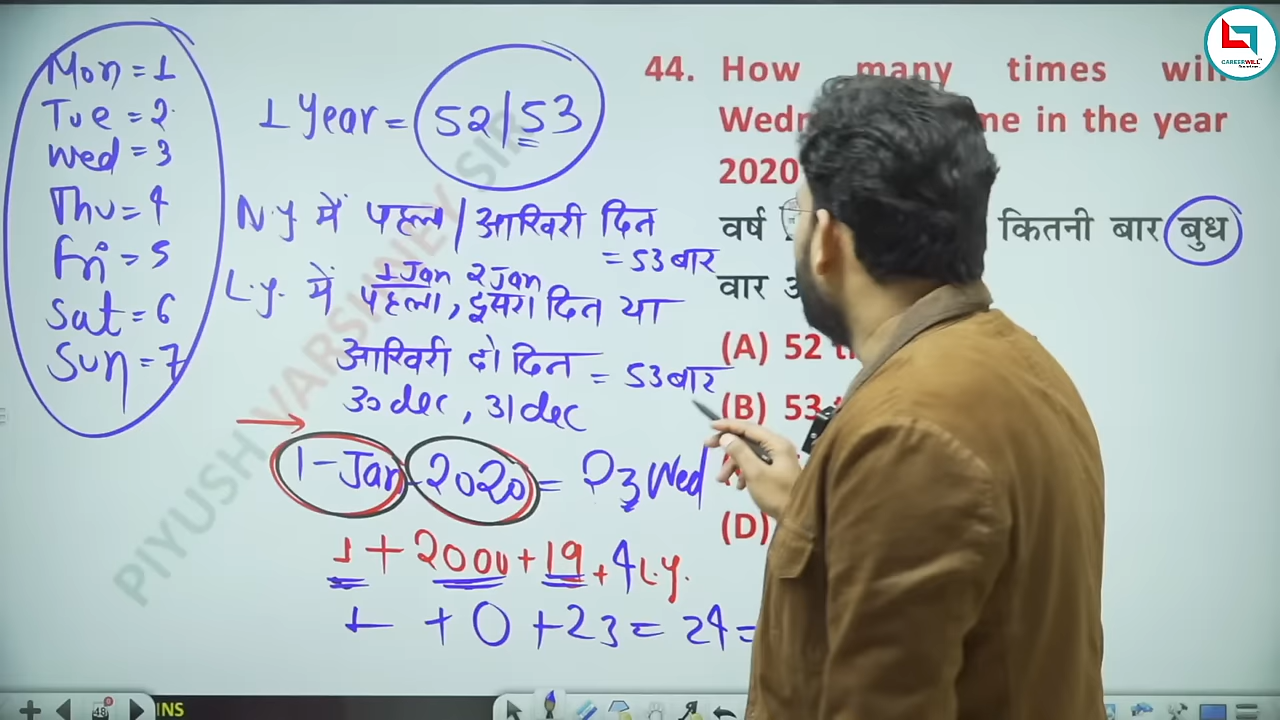 Mon = 1
Tue = 2
Wed = 3
Thu = 4
Fri = 5
Sat = 6
Sun = 7
1 Year = 52/53
N.y में पहला / आखिरी दिन
= 53 बार
1 Jan 2 Jan
L.y. में पहला, दूसरा दिन या
आखिरी दो दिन = 53 बार
30 dec, 31 dec
1-Jan-2020 = ? 3 Wed
1 + 2000 + 19 + 4 L.y.
1 + 0 + 23 = 24 =
44. How many times will
in the year
2020
वर्ष कितनी बार बुध
वार
(A) 52
(B) 53
(D)
CAREERWILL
PIYUSH VARSHNEY SIR
48
INS